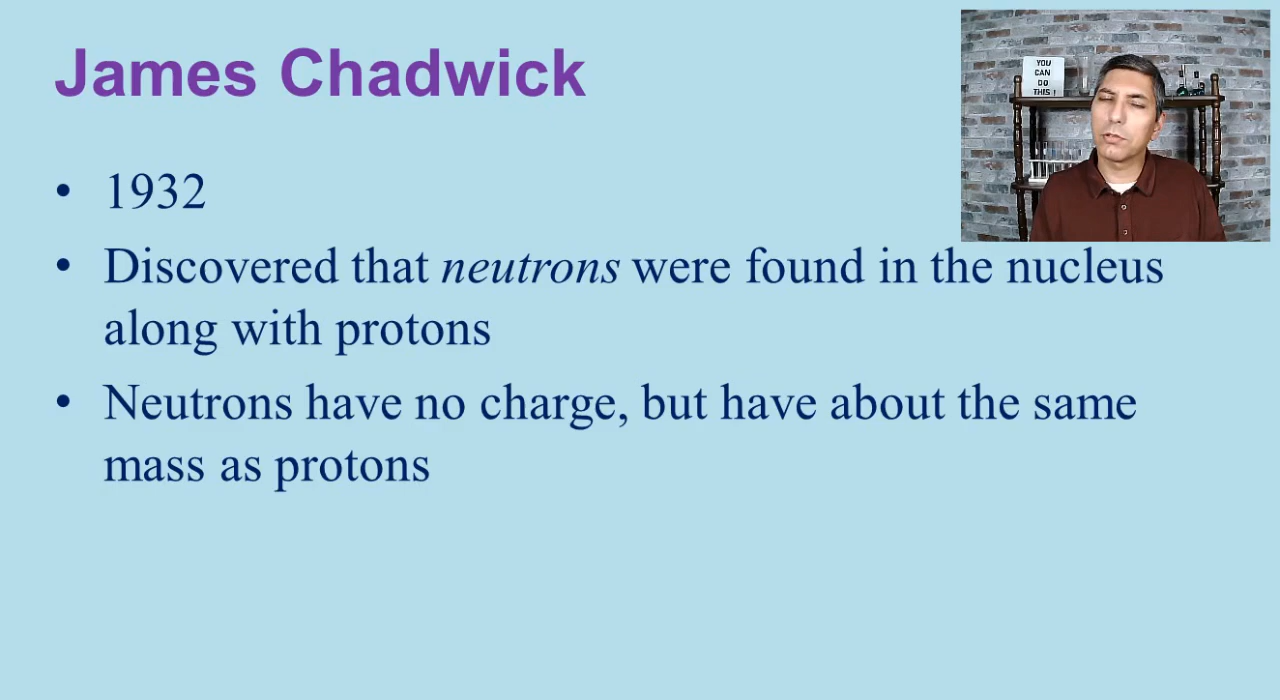 James Chadwick
YOU
CAN
DO
THIS !
• 1932
• Discovered that neutrons were found in the nucleus
along with protons
• Neutrons have no charge, but have about the same
mass as protons